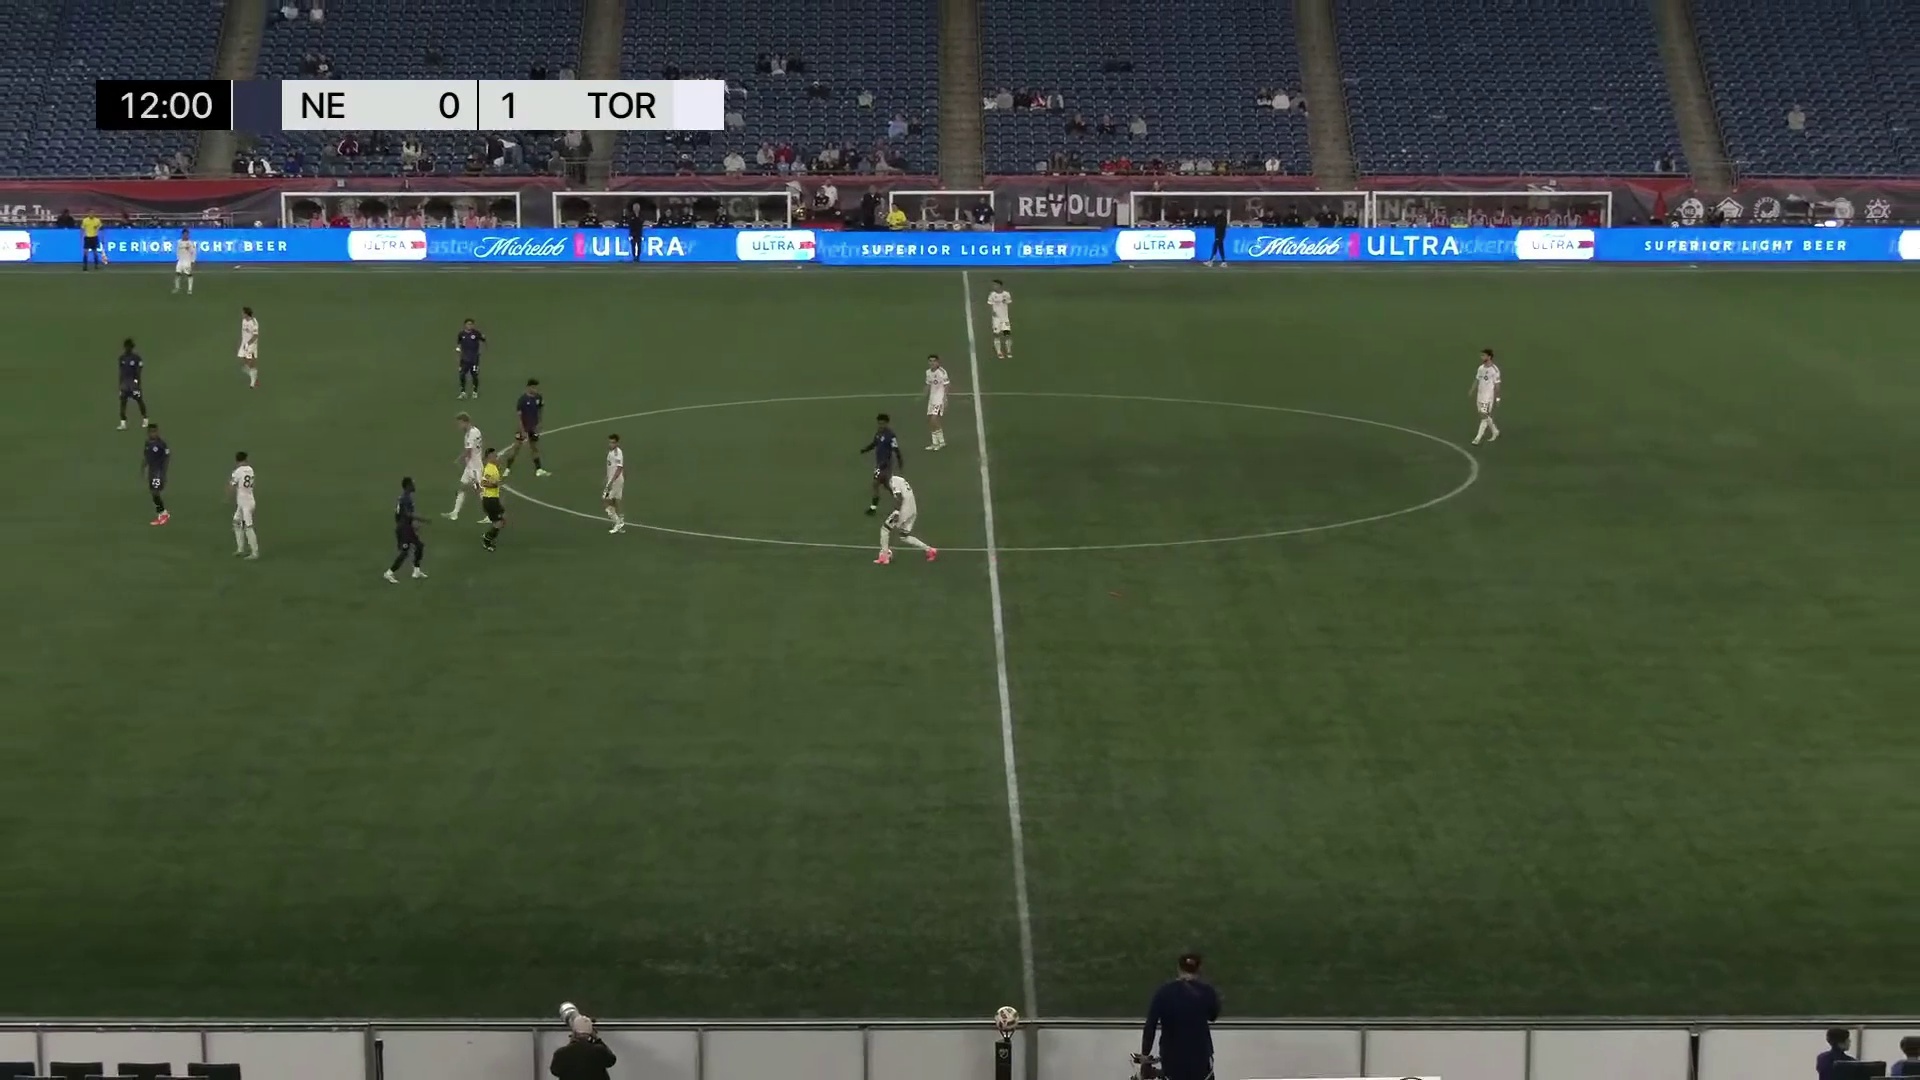 12:00 NE 0 1 TOR
REVOLU
SUPERIOR LIGHT BEER ULTRA Michelob ULTRA ULTRA SUPERIOR LIGHT BEER ULTRA Michelob ULTRA ULTRA SUPERIOR LIGHT BEER